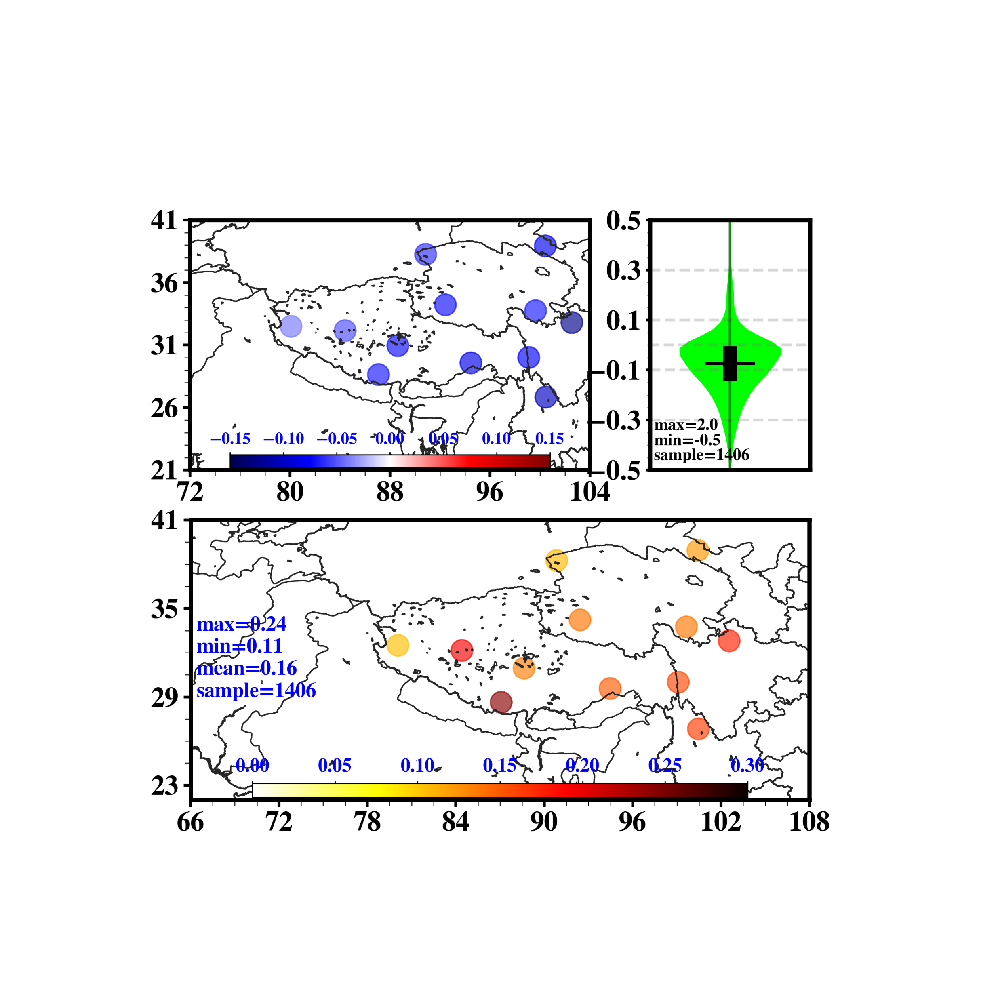 41
36
31
26
21
−0.15 −0.10 −0.05 0.00 0.05 0.10 0.15
72 80 88 96 104
0.5
0.3
0.1
−0.1
−0.3
−0.5
max=2.0
min=-0.5
sample=1406
41
35
29
23
max=0.24
min=0.11
mean=0.16
sample=1406
0.00 0.05 0.10 0.15 0.20 0.25 0.30
66 72 78 84 90 96 102 108